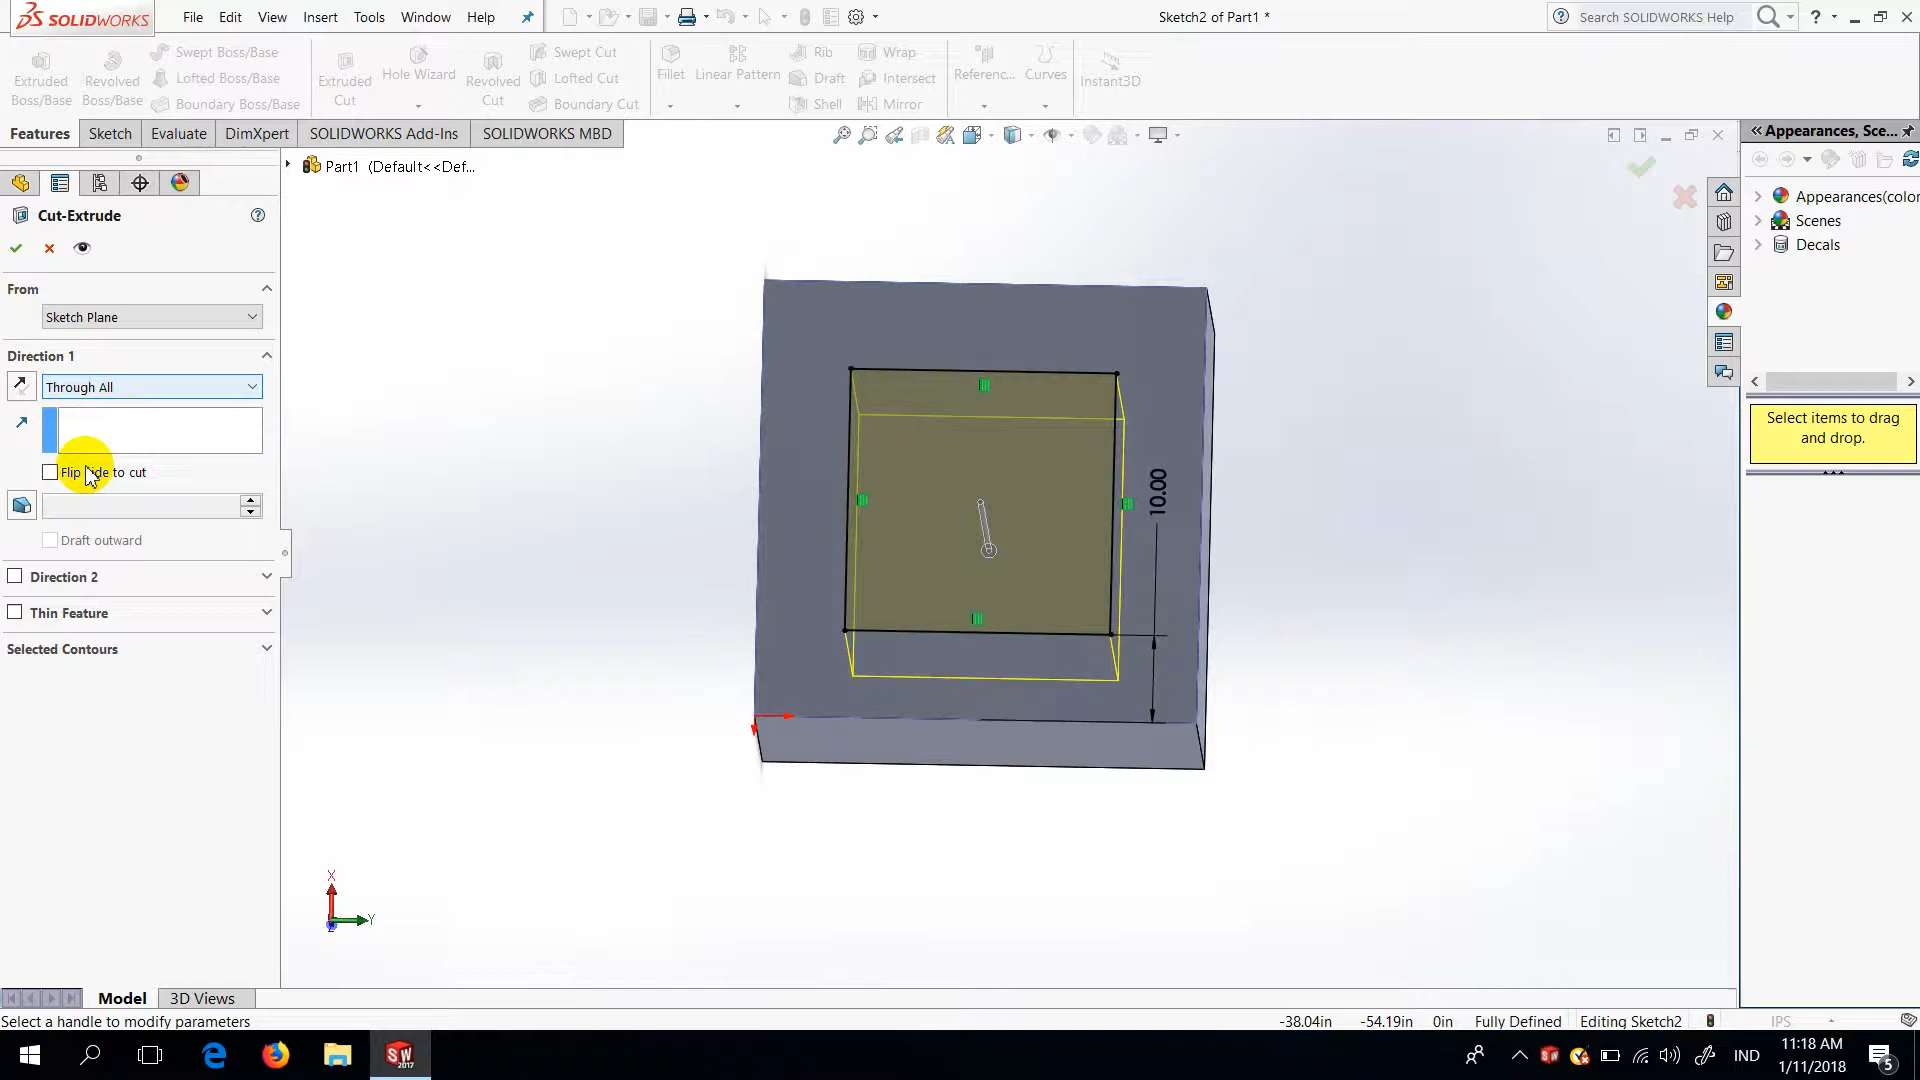 SOLIDWORKS
File Edit View Insert Tools Window Help
Sketch2 of Part1 *
Search SOLIDWORKS Help
Extruded Boss/Base
Revolved Boss/Base
Swept Boss/Base
Lofted Boss/Base
Boundary Boss/Base
Extruded Cut
Hole Wizard
Revolved Cut
Swept Cut
Lofted Cut
Boundary Cut
Fillet
Linear Pattern
Rib
Draft
Shell
Wrap
Intersect
Mirror
Referenc...
Curves
Instant3D
Features Sketch Evaluate DimXpert SOLIDWORKS Add-Ins SOLIDWORKS MBD
Part1 (Default<<Def...
Cut-Extrude
From
Sketch Plane
Direction 1
Through All
Flip side to cut
Draft outward
Direction 2
Thin Feature
Selected Contours
10.00
X
Y
Z
Appearances, Sce...
Appearances(color
Scenes
Decals
Select items to drag
and drop.
Model 3D Views
Select a handle to modify parameters
-38.04in -54.19in 0in Fully Defined Editing Sketch2 IPS
SW
2017
IND
11:18 AM
1/11/2018
5